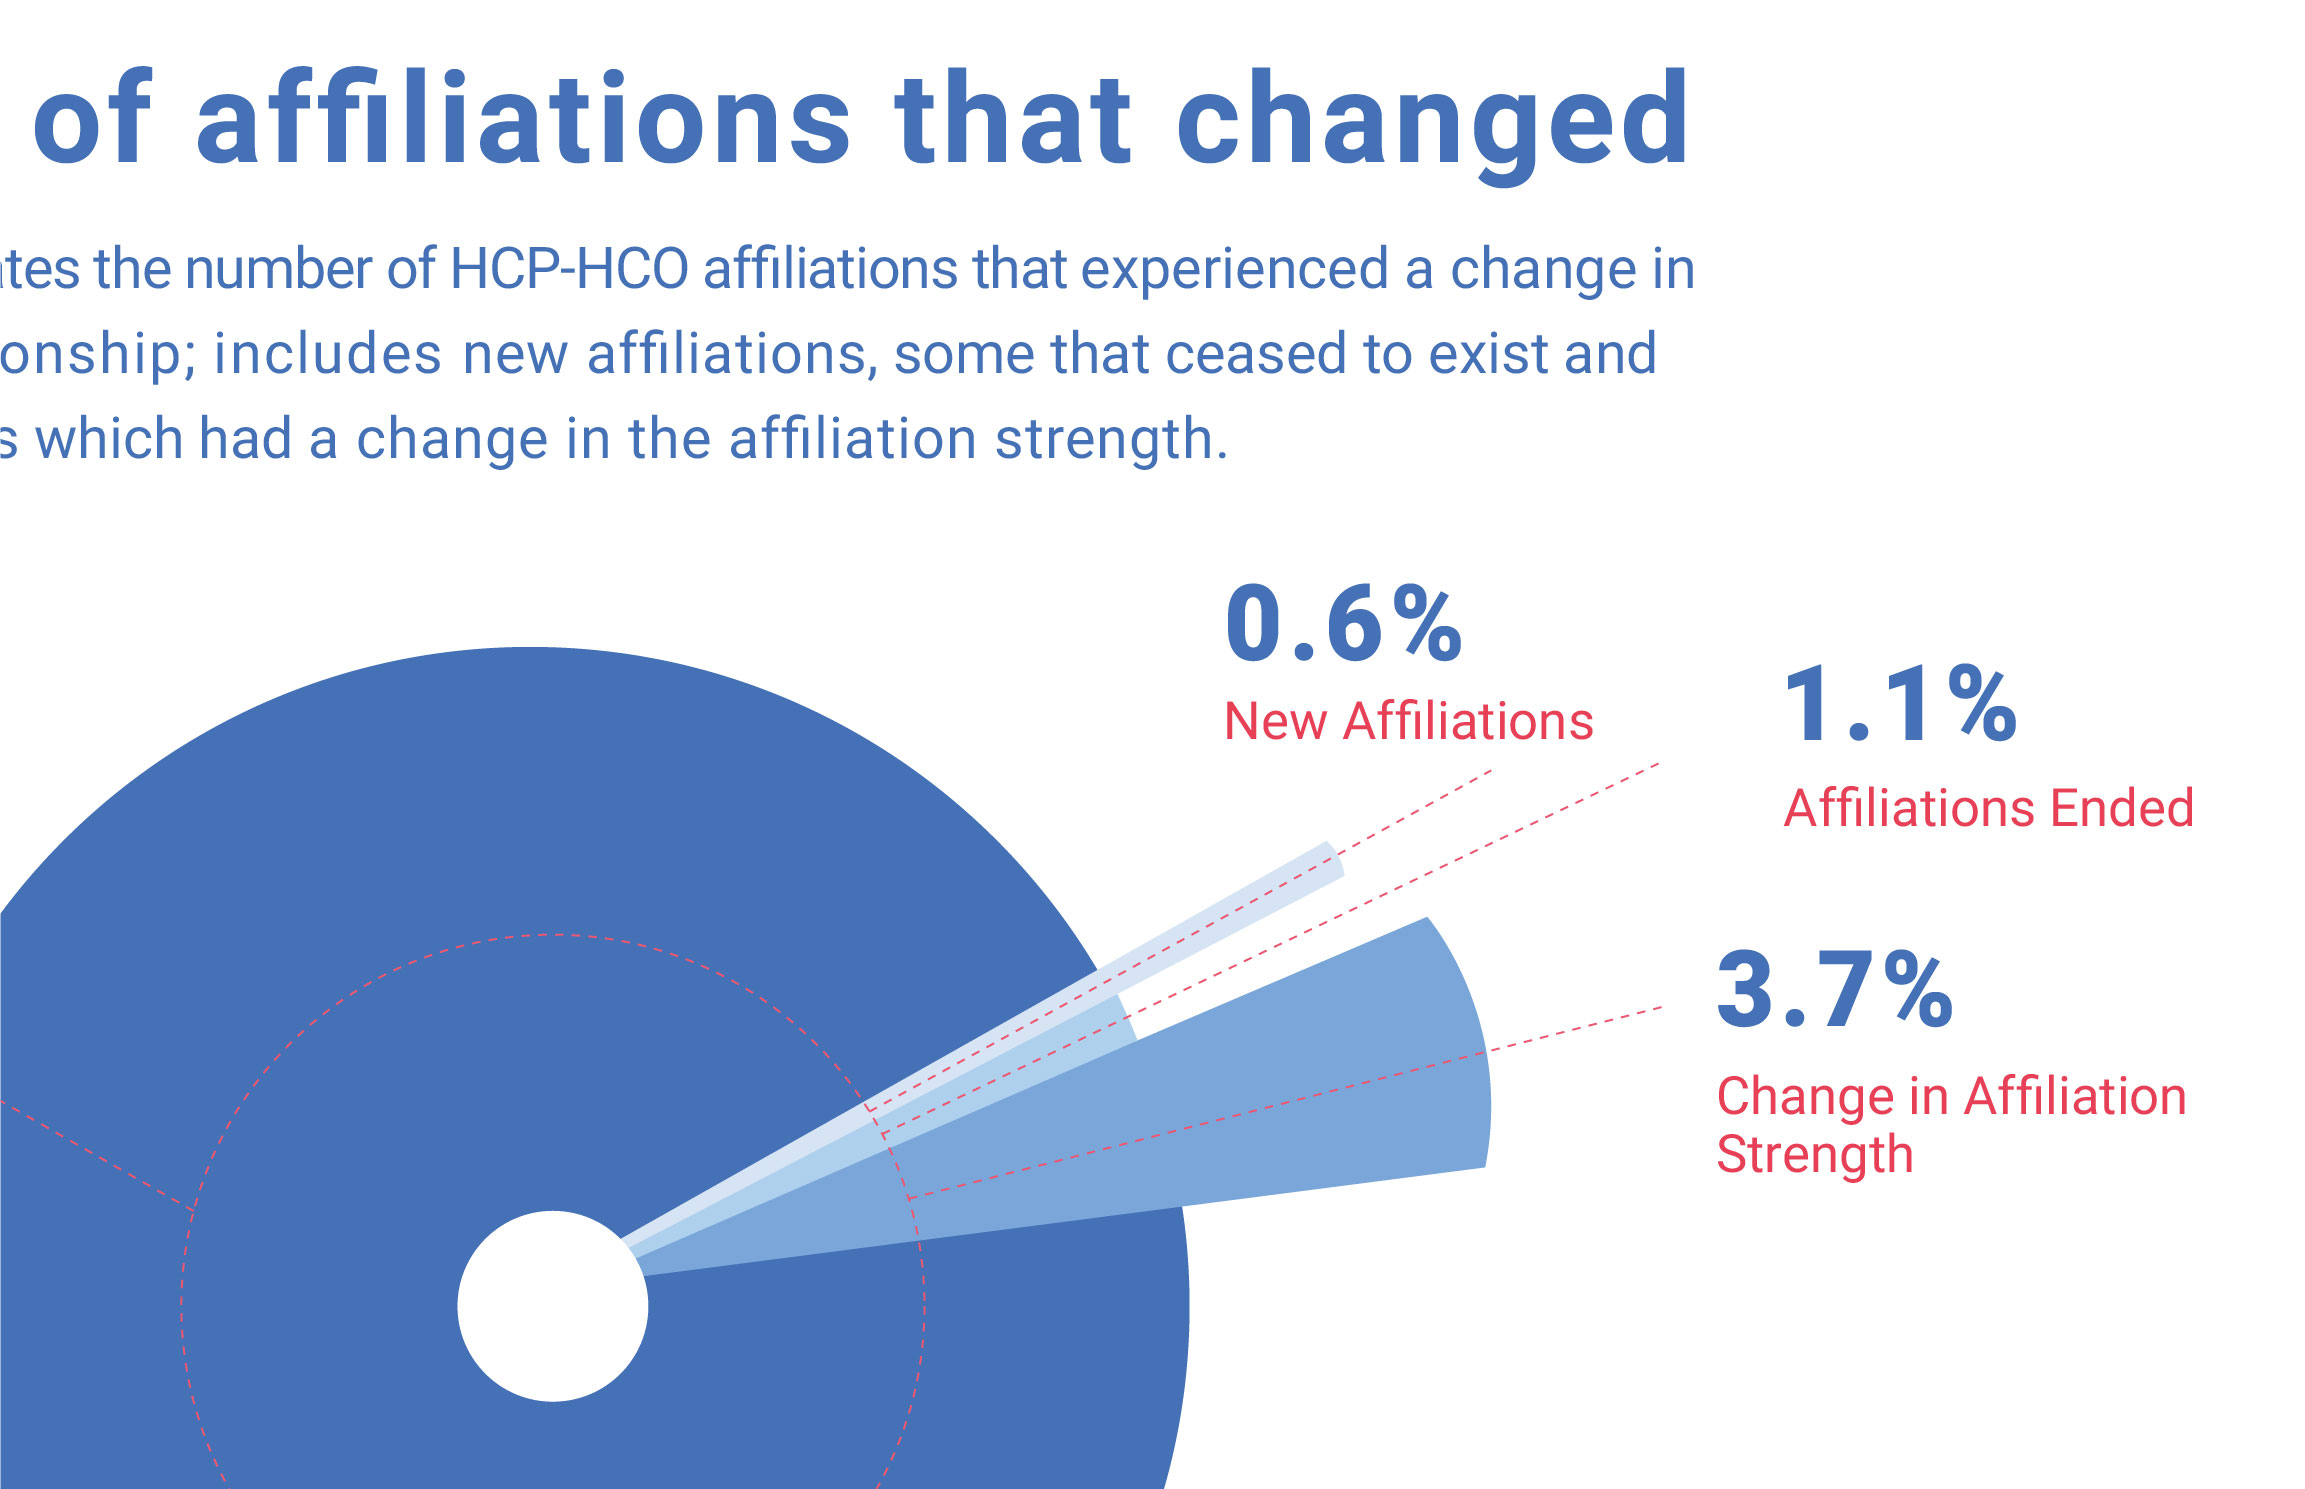 of affiliations that changed
the number of HCP-HCO affiliations that experienced a change in
includes new affiliations, some that ceased to exist and
which had a change in the affiliation strength.
0.6%
New Affiliations
1.1%
Affiliations Ended
3.7%
Change in Affiliation
Strength